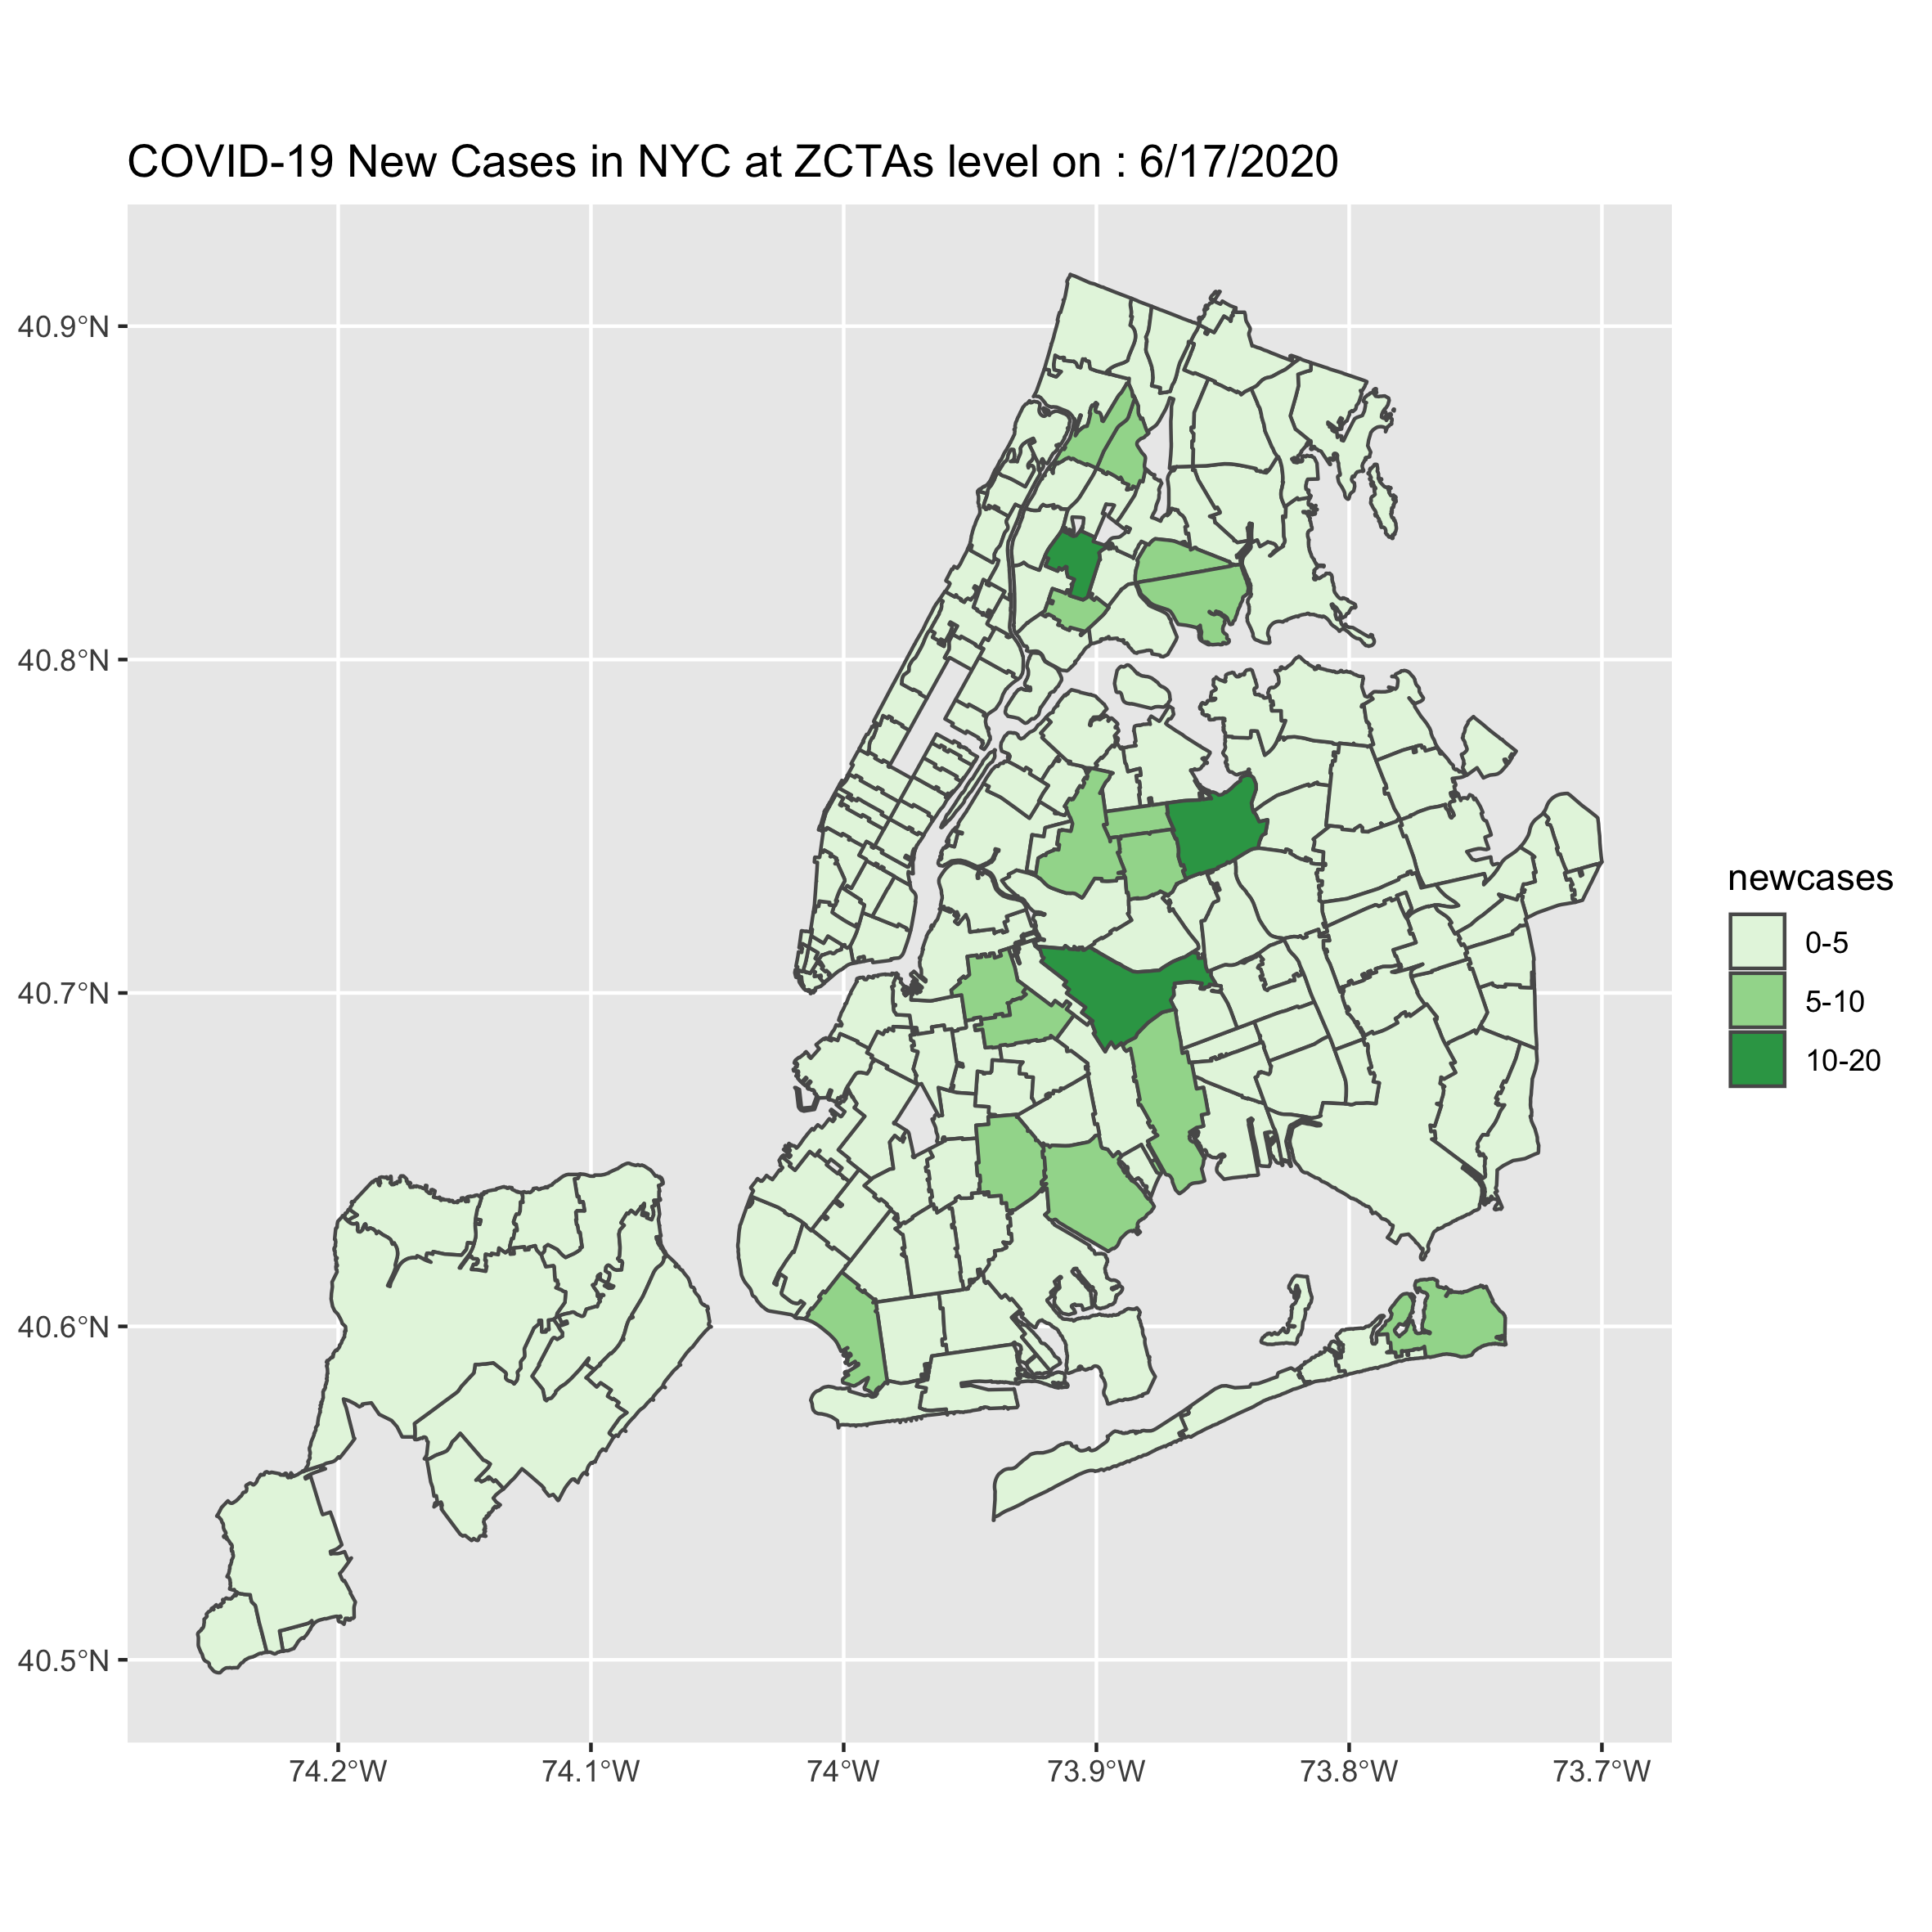 COVID-19 New Cases in NYC at ZCTAs level on : 6/17/2020
40.9°N
40.8°N
40.7°N
40.6°N
40.5°N
74.2°W
74.1°W
74°W
73.9°W
73.8°W
73.7°W
newcases
0-5
5-10
10-20